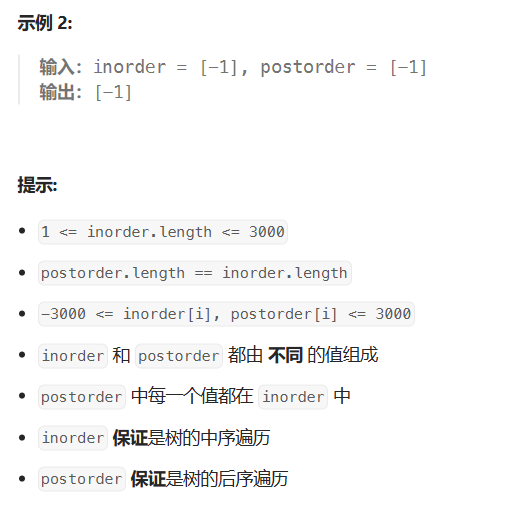 示例 2:
输入: inorder = [-1], postorder = [-1]
输出: [-1]
提示:
1 <= inorder.length <= 3000
postorder.length == inorder.length
-3000 <= inorder[i], postorder[i] <= 3000
inorder 和 postorder 都由 不同 的值组成
postorder 中每一个值都在 inorder 中
inorder 保证是树的中序遍历
postorder 保证是树的后序遍历